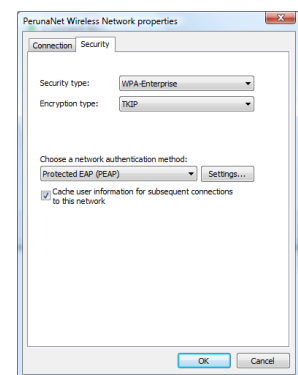 PerunaNet Wireless Network properties
Connection Security
Security type: WPA-Enterprise
Encryption type: TKIP
Choose a network authentication method:
Protected EAP (PEAP) Settings...
Cache user information for subsequent connections
to this network
OK Cancel